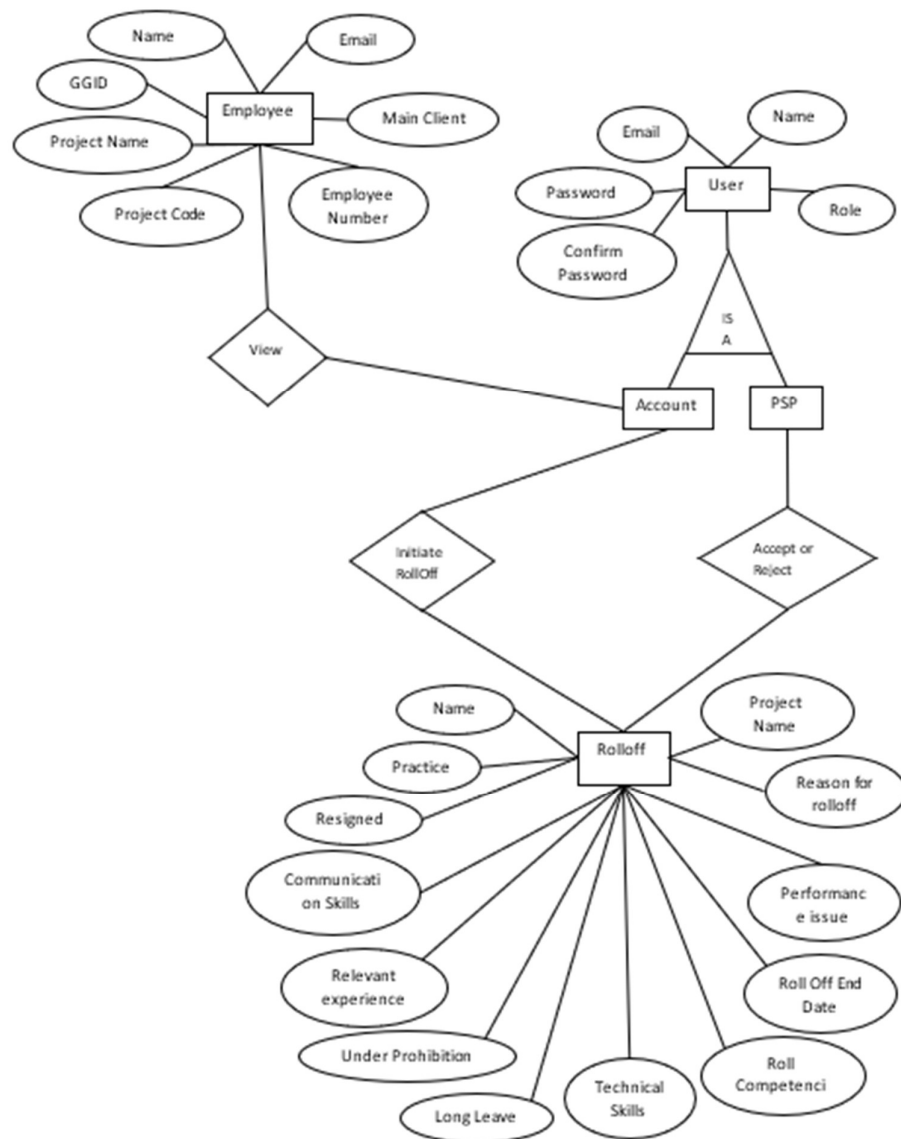 Name
Email
GGID
Employee
Main Client
Project Name
Project Code
Employee
Number
Email
Name
User
Password
Role
Confirm
Password
IS
A
View
Account
PSP
Initiate
RollOff
Accept or
Reject
Name
Project
Name
Rolloff
Practice
Reason for
rolloff
Resigned
Communicati
on Skills
Performanc
e issue
Relevant
experience
Roll Off End
Date
Under Prohibition
Roll
Competenci
Technical
Skills
Long Leave